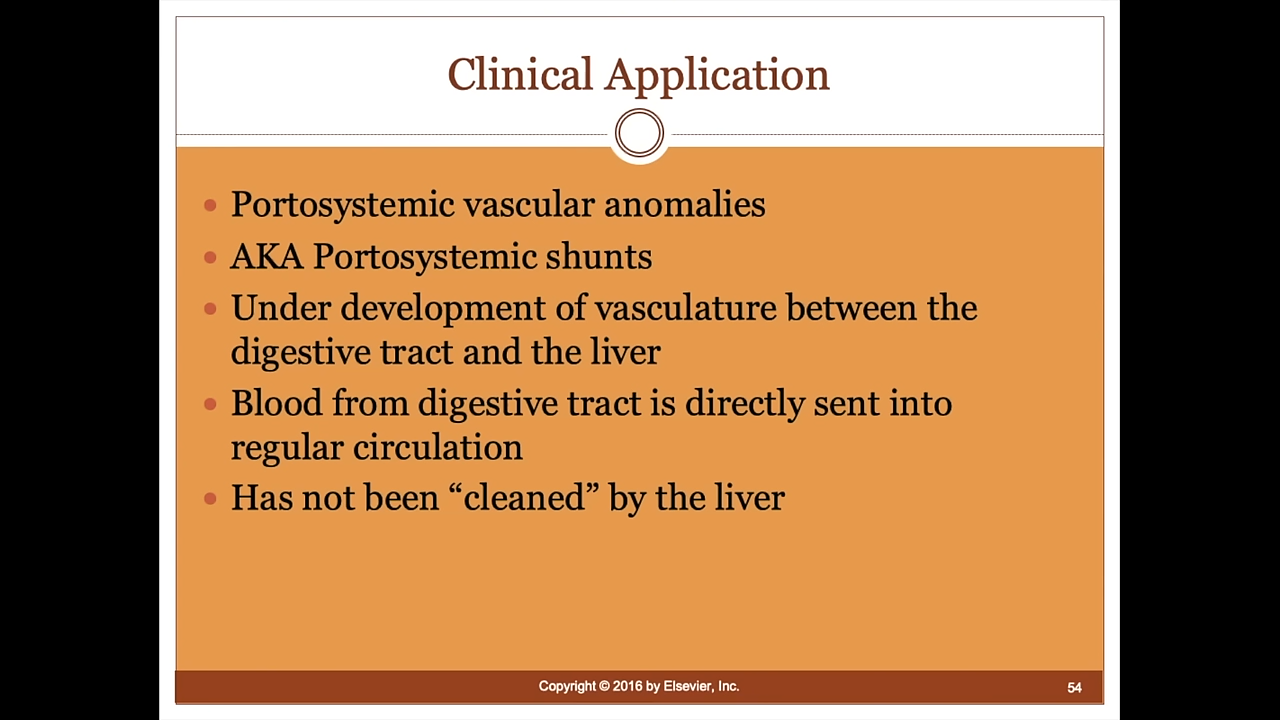 Clinical Application
• Portosystemic vascular anomalies
• AKA Portosystemic shunts
• Under development of vasculature between the
digestive tract and the liver
• Blood from digestive tract is directly sent into
regular circulation
• Has not been “cleaned” by the liver
Copyright © 2016 by Elsevier, Inc.
54